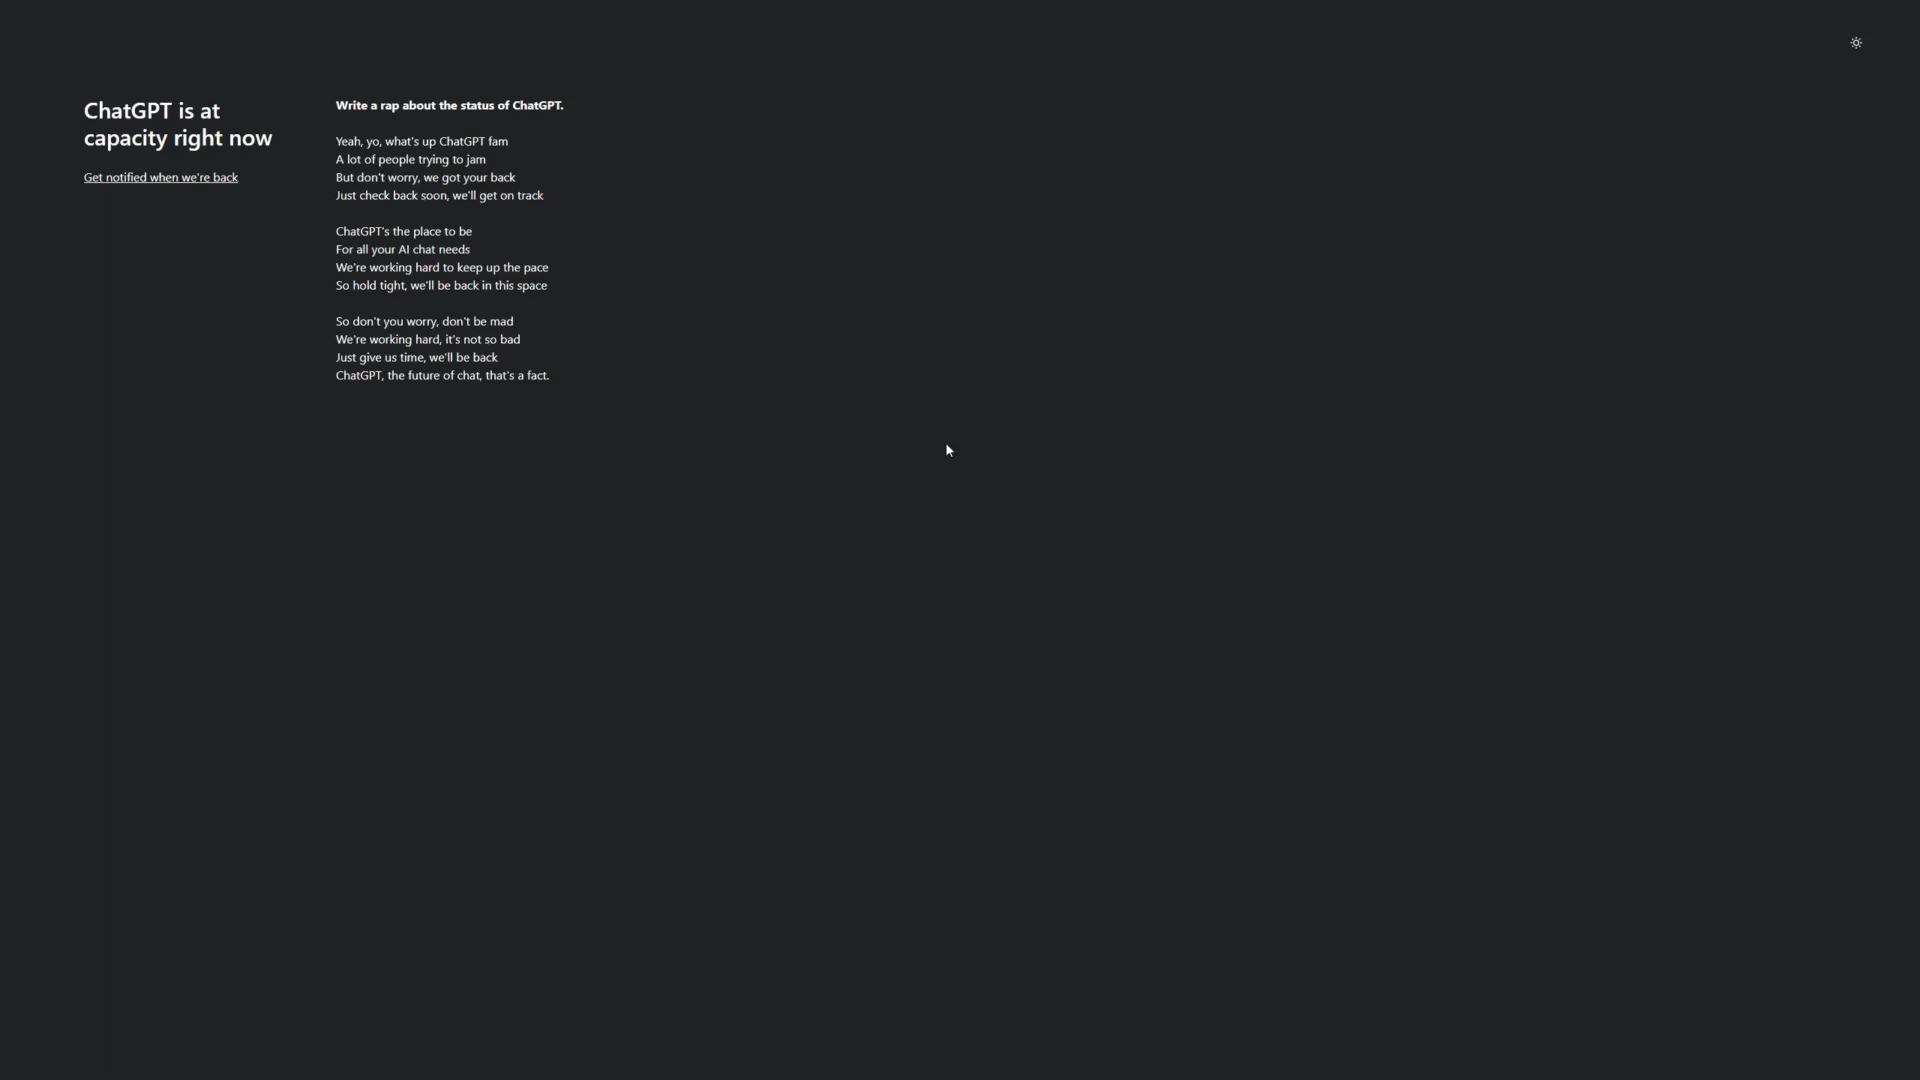 ChatGPT is at
capacity right now
Get notified when we're back
Write a rap about the status of ChatGPT.
Yeah, yo, what's up ChatGPT fam
A lot of people trying to jam
But don't worry, we got your back
Just check back soon, we'll get on track
ChatGPT's the place to be
For all your AI chat needs
We're working hard to keep up the pace
So hold tight, we'll be back in this space
So don't you worry, don't be mad
We're working hard, it's not so bad
Just give us time, we'll be back
ChatGPT, the future of chat, that's a fact.